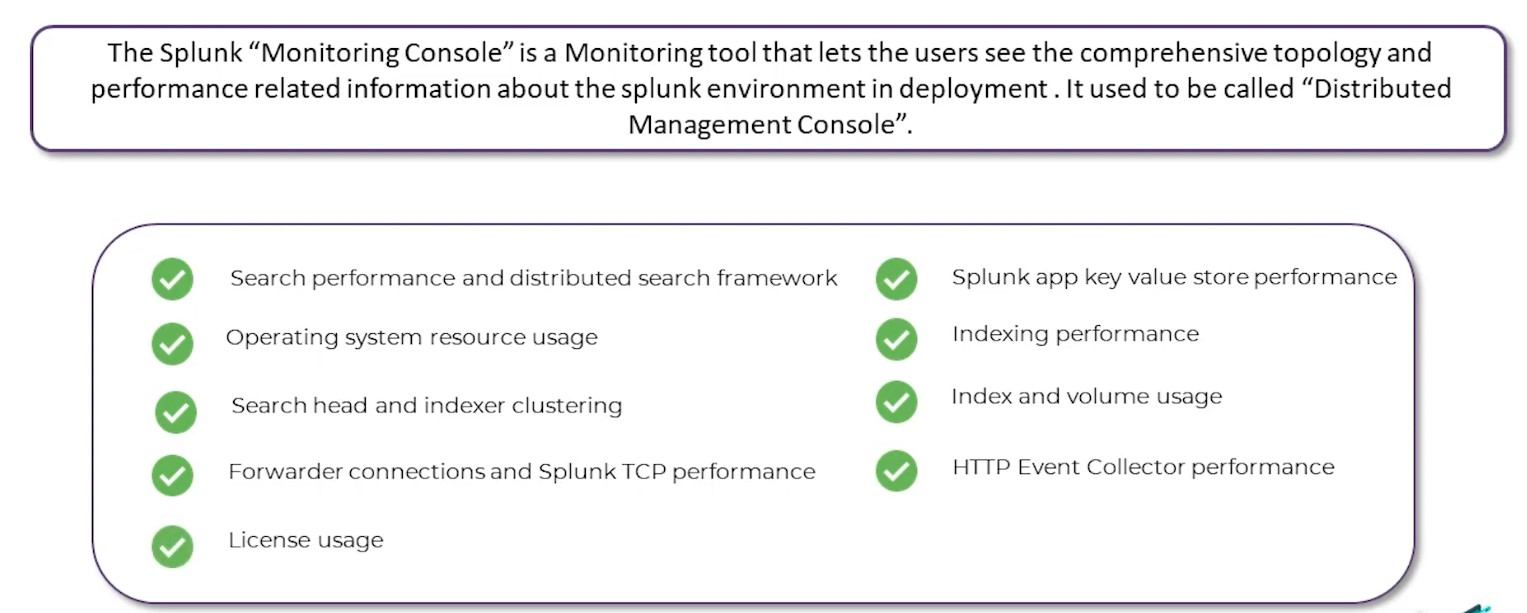 The Splunk “Monitoring Console” is a Monitoring tool that lets the users see the comprehensive topology and
performance related information about the splunk environment in deployment . It used to be called “Distributed
Management Console”.
Search performance and distributed search framework
Operating system resource usage
Search head and indexer clustering
Forwarder connections and Splunk TCP performance
License usage
Splunk app key value store performance
Indexing performance
Index and volume usage
HTTP Event Collector performance